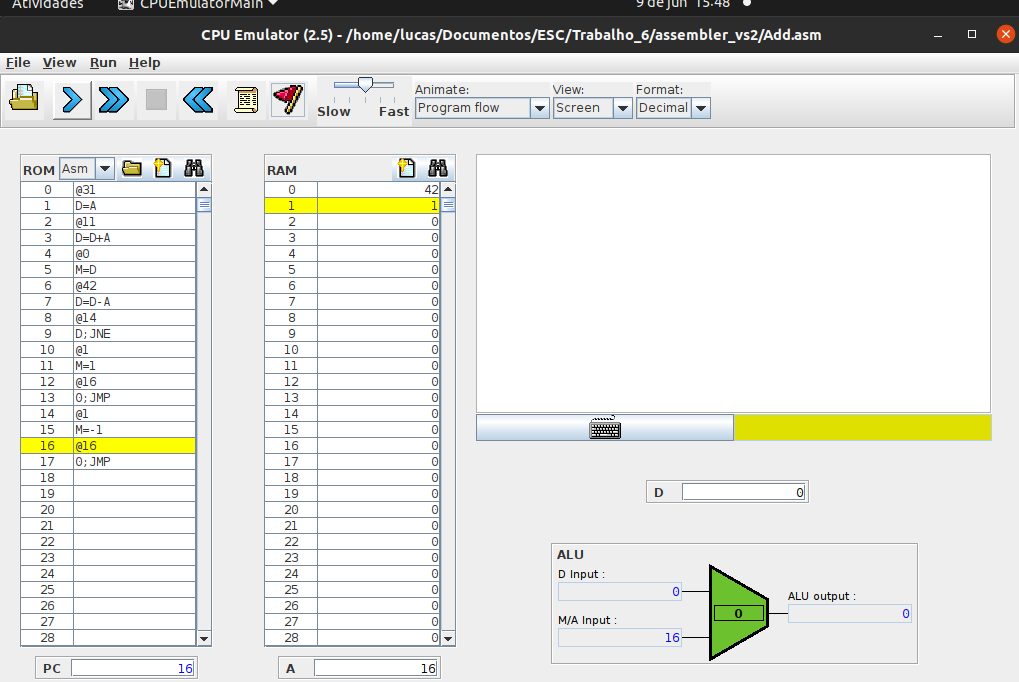 Atividades CPUEmulatorMain 9 de jun 15:48
CPU Emulator (2.5) - /home/lucas/Documentos/ESC/Trabalho_6/assembler_vs2/Add.asm
File View Run Help
Slow Fast
Animate: View: Format:
Program flow Screen Decimal
ROM Asm
0 @31
1 D=A
2 @11
3 D=D+A
4 @0
5 M=D
6 @42
7 D=D-A
8 @14
9 D;JNE
10 @1
11 M=1
12 @16
13 0;JMP
14 @1
15 M=-1
16 @16
17 0;JMP
18
19
20
21
22
23
24
25
26
27
28
PC 16
RAM
0 42
1 1
2 0
3 0
4 0
5 0
6 0
7 0
8 0
9 0
10 0
11 0
12 0
13 0
14 0
15 0
16 0
17 0
18 0
19 0
20 0
21 0
22 0
23 0
24 0
25 0
26 0
27 0
28 0
A 16
D 0
ALU
D Input :
0
M/A Input :
16
0
ALU output :
0